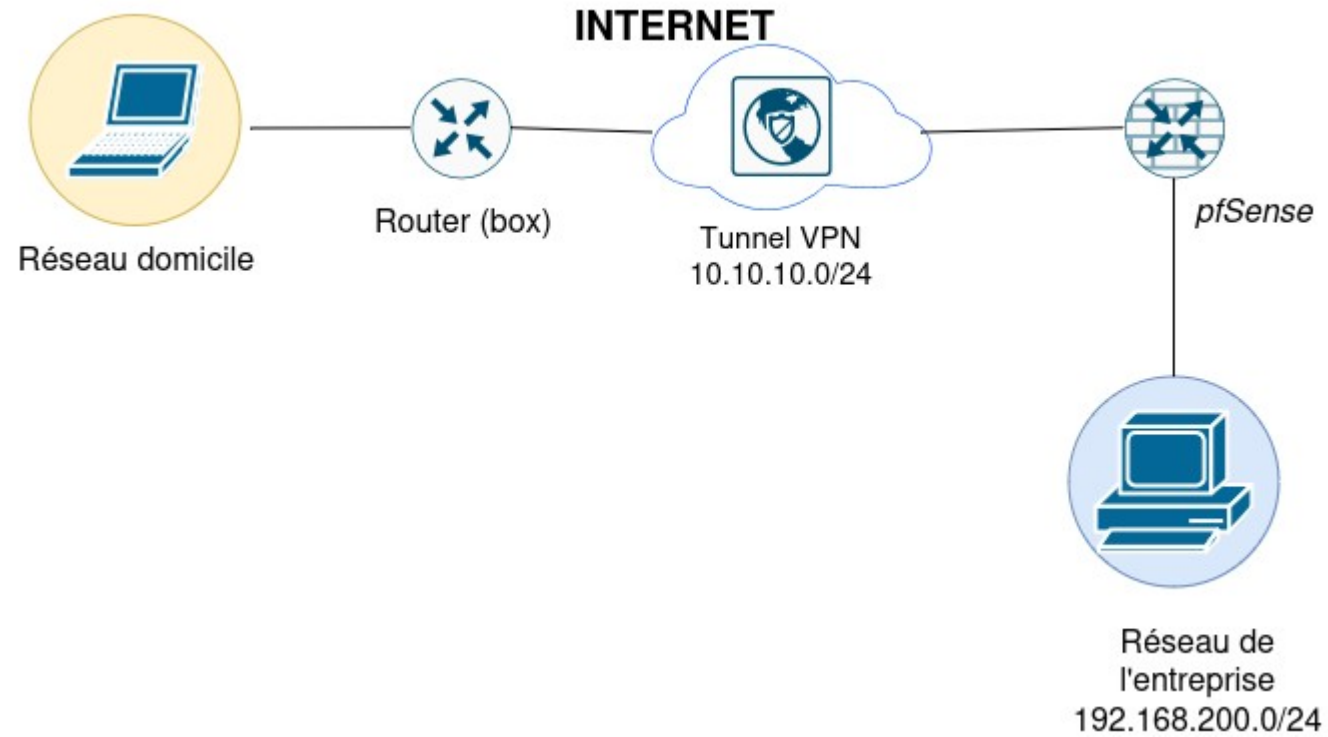 INTERNET
Réseau domicile
Router (box)
Tunnel VPN
10.10.10.0/24
pfSense
Réseau de
l'entreprise
192.168.200.0/24